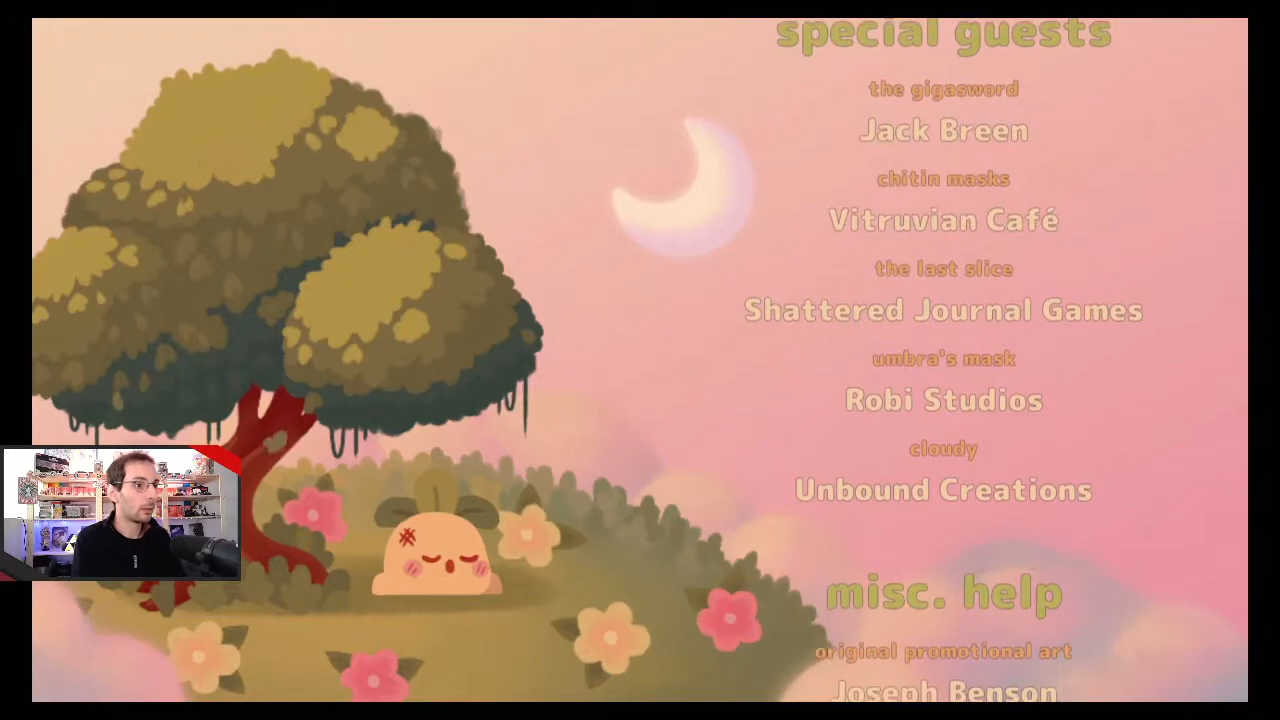 special guests
the gigasword
Jack Breen
chitin masks
Vitruvian Café
the last slice
Shattered Journal Games
umbra's mask
Robi Studios
cloudy
Unbound Creations
misc. help
original promotional art
Joseph Benson